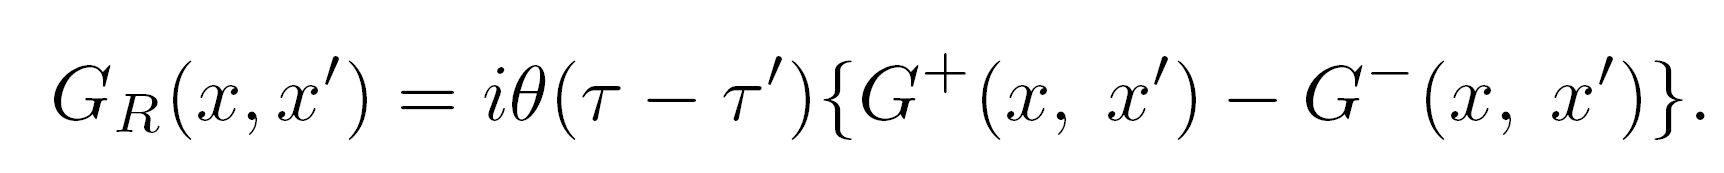 G_R(x, x′) = iθ(τ − τ′){G⁺(x, x′) − G⁻(x, x′)}.